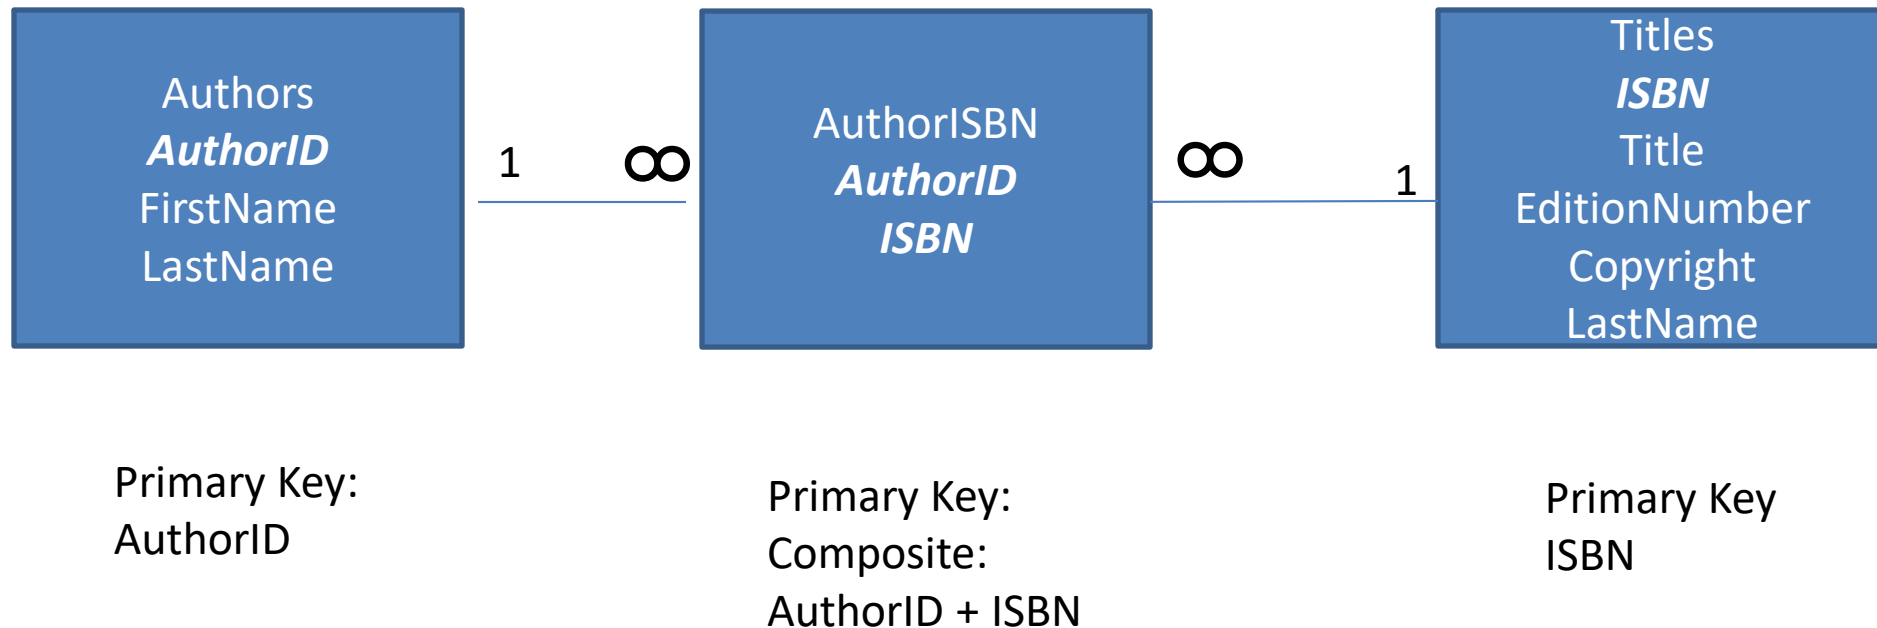 Authors
AuthorID
FirstName
LastName
1
∞
AuthorISBN
AuthorID
ISBN
∞
1
Titles
ISBN
Title
EditionNumber
Copyright
LastName
Primary Key:
AuthorID
Primary Key:
Composite:
AuthorID + ISBN
Primary Key
ISBN